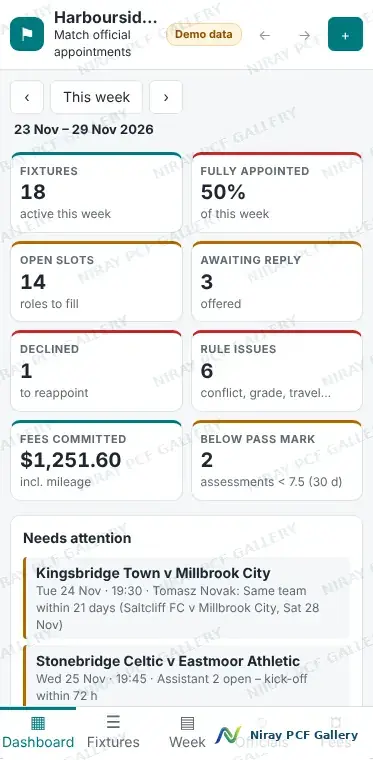 Harboursid...
Match official
appointments
Demo data
← →
+
‹ This week ›
23 Nov – 29 Nov 2026
FIXTURES
18
active this week
FULLY APPOINTED
50%
of this week
OPEN SLOTS
14
roles to fill
AWAITING REPLY
3
offered
DECLINED
1
to reappoint
RULE ISSUES
6
conflict, grade, travel...
FEES COMMITTED
$1,251.60
incl. mileage
BELOW PASS MARK
2
assessments < 7.5 (30 d)
Needs attention
Kingsbridge Town v Millbrook City
Tue 24 Nov · 19:30 · Tomasz Novak: Same team
within 21 days (Saltcliff FC v Millbrook City, Sat 28
Nov)
Stonebridge Celtic v Eastmoor Athletic
Wed 25 Nov · 19:45 · Assistant 2 open – kick-off
within 72 h
Dashboard Fixtures Week Officials Fees
Niray PCF Gallery
NIRAY PCF GALLERY